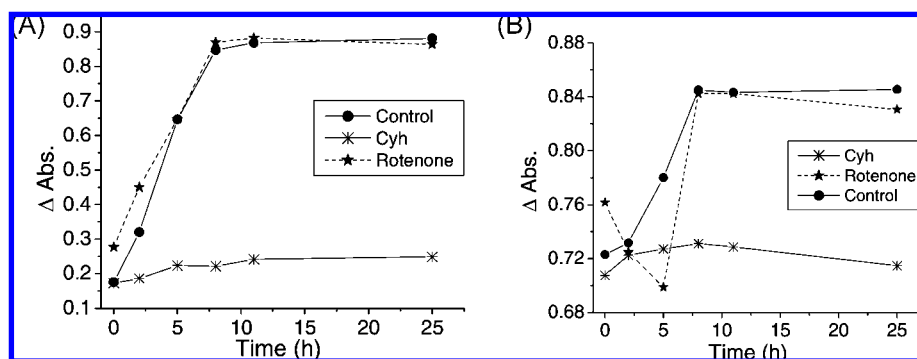 (A)
0.9
0.8
0.7
0.6
0.5
0.4
0.3
0.2
0.1
Δ Abs.
Control
Cyh
Rotenone
0 5 10 15 20 25
Time (h)
(B)
0.88
0.84
0.80
0.76
0.72
0.68
Δ Abs.
Cyh
Rotenone
Control
0 5 10 15 20 25
Time (h)